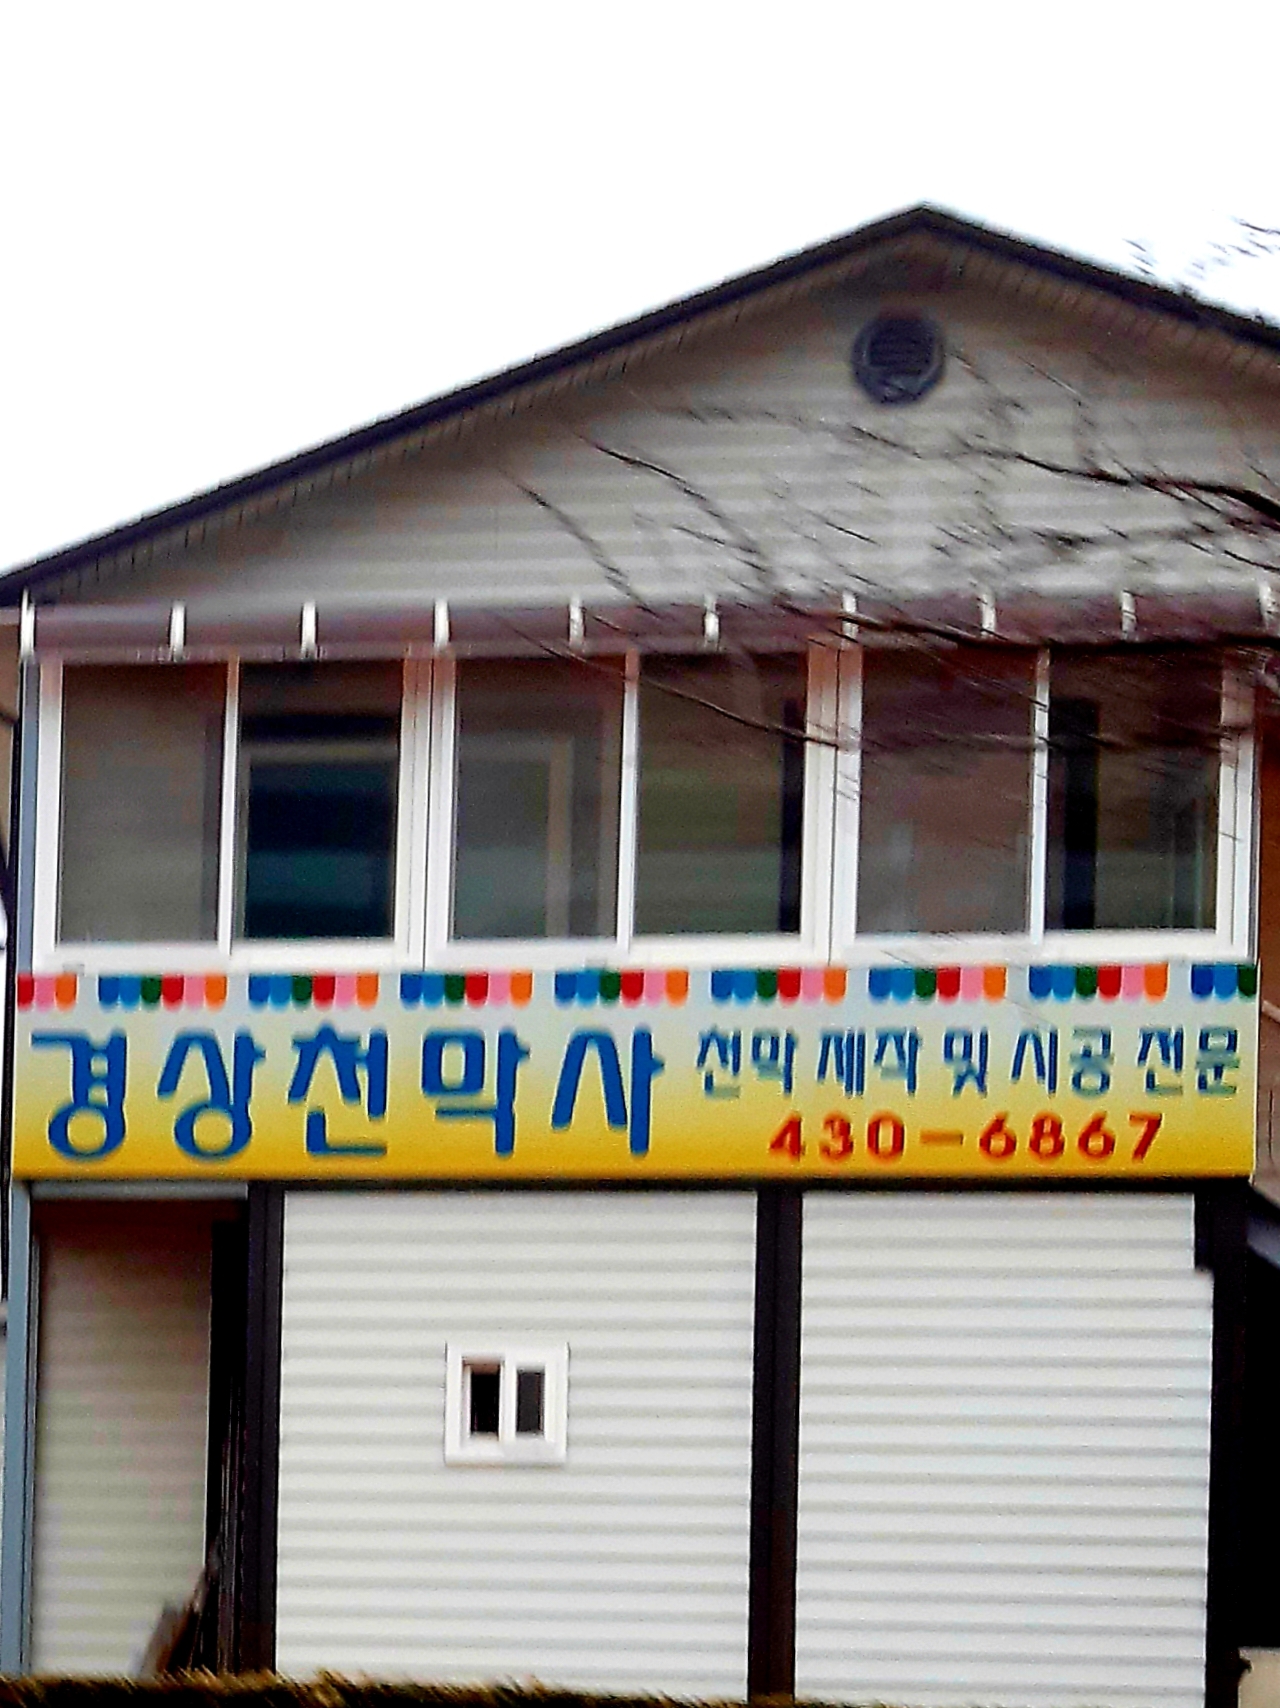 경상천막사
천막 제작 및 시공 전문
430-6867